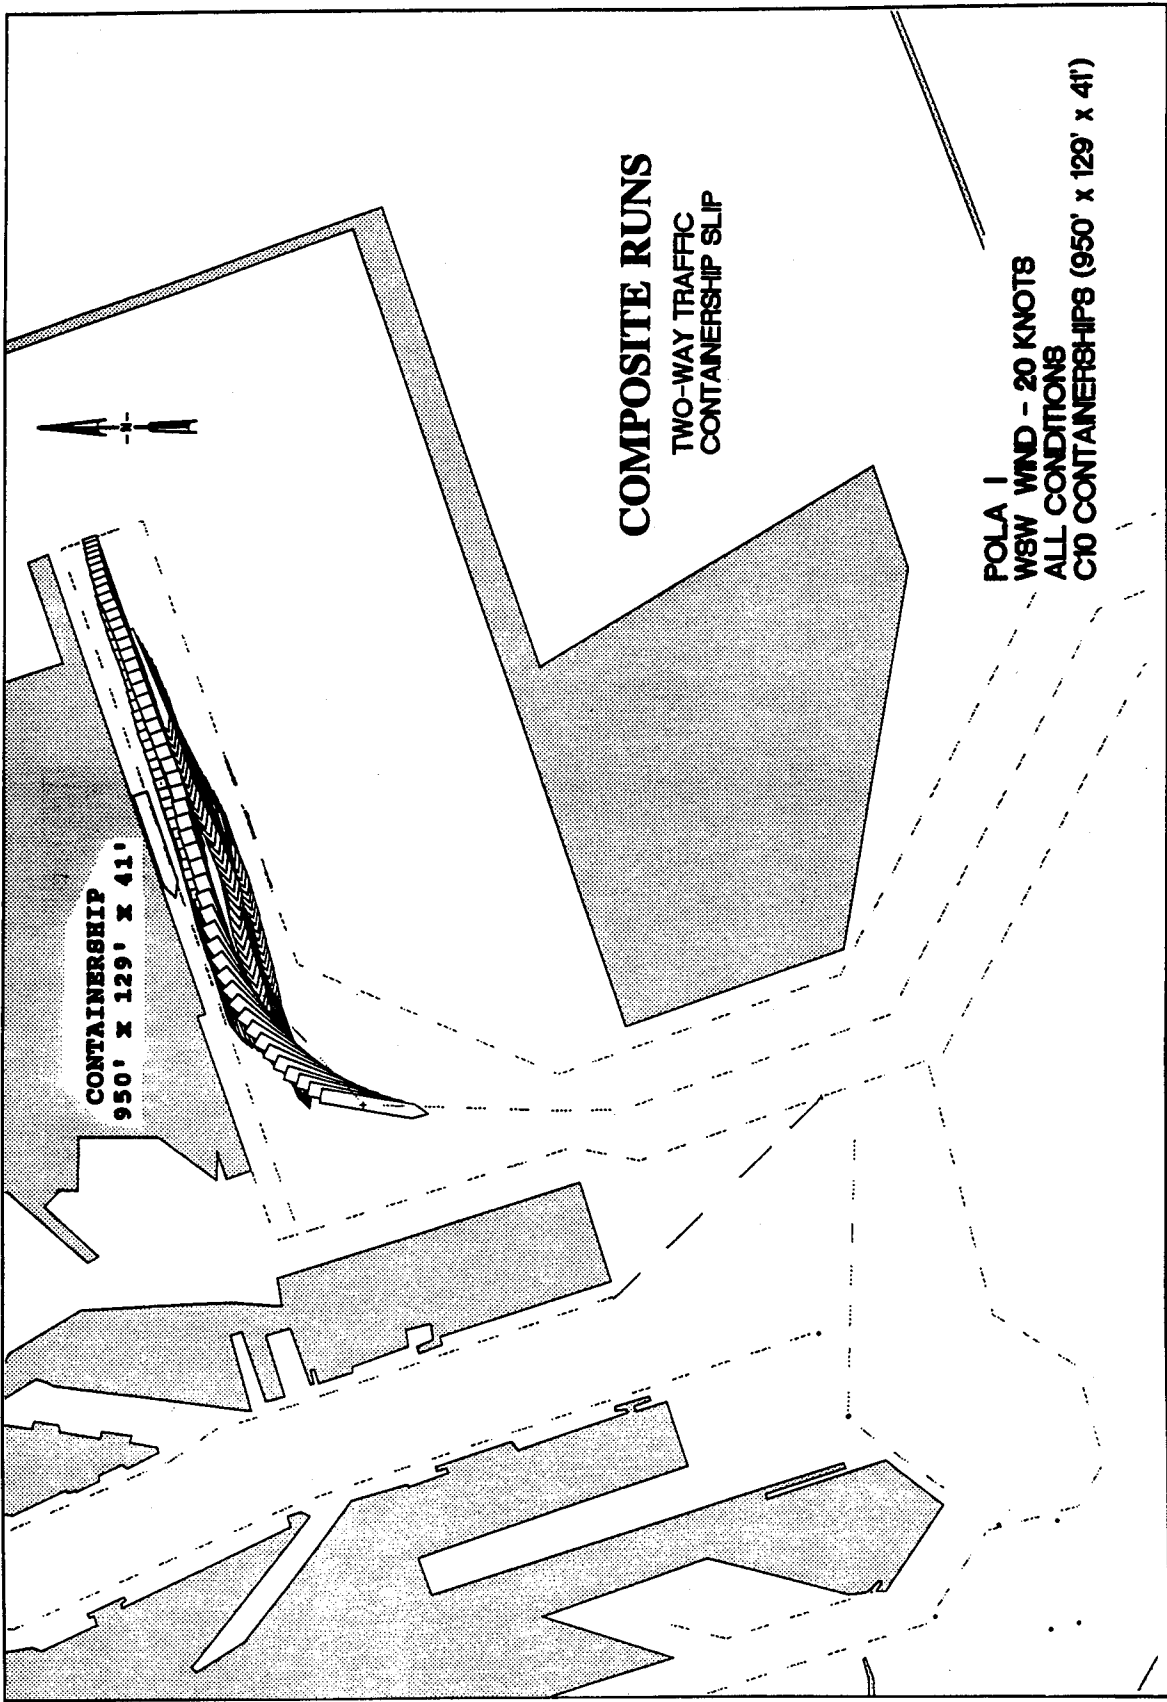 CONTAINERSHIP
950' X 129' X 41'
-N-
COMPOSITE RUNS
TWO-WAY TRAFFIC
CONTAINERSHIP SLIP
POLA I
WSW WIND - 20 KNOTS
ALL CONDITIONS
C10 CONTAINERSHIPS (950' x 129' x 41')